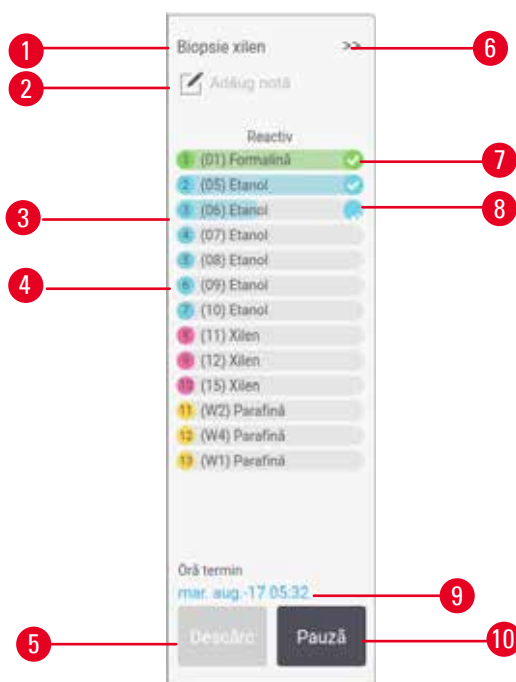 1 Biopsie xilen >> 6
2 Adăug notă
Reactiv
1 (01) Formalină 7
2 (05) Etanol
3 3 (06) Etanol 8
4 (07) Etanol
5 (08) Etanol
4 6 (09) Etanol
7 (10) Etanol
8 (11) Xilen
9 (12) Xilen
10 (15) Xilen
11 (W2) Parafină
12 (W4) Parafină
13 (W1) Parafină
Oră termin
mar. aug.-17 05:32 9
5 Descărc Pauză 10